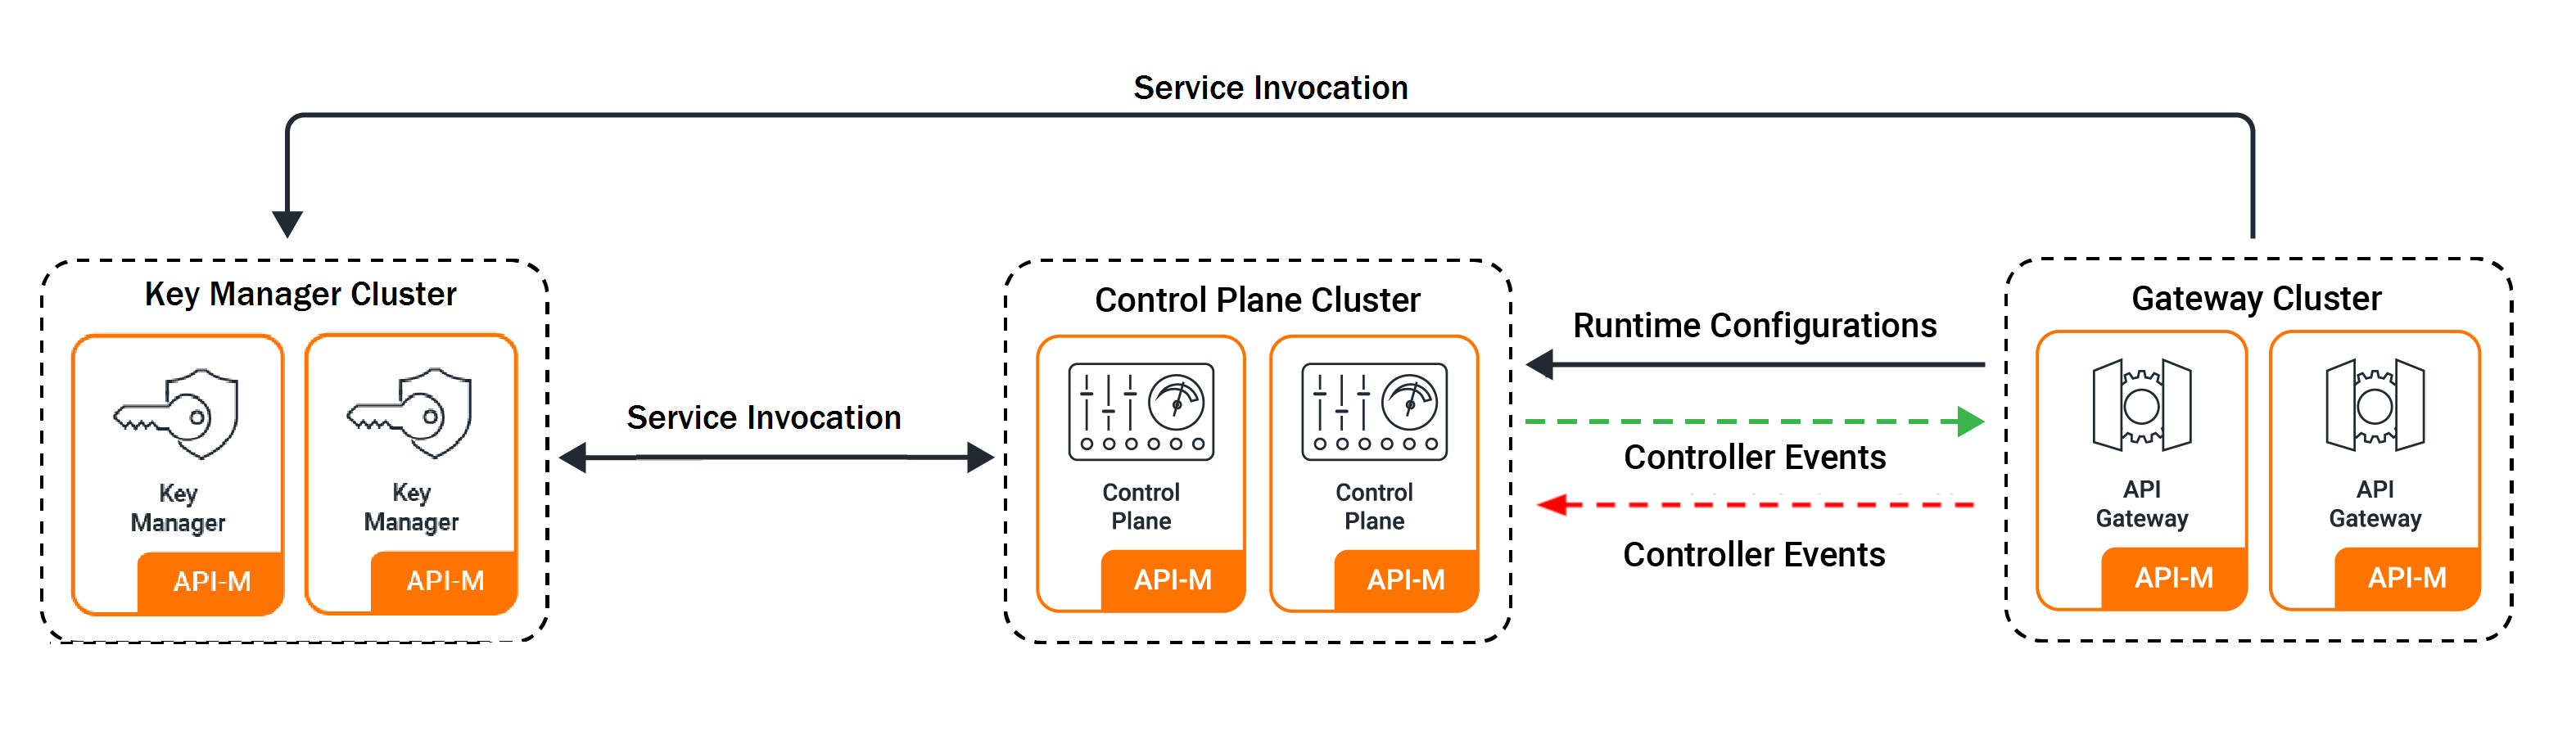 Service Invocation
Key Manager Cluster
Key
Manager
API-M
Key
Manager
API-M
Service Invocation
Control Plane Cluster
Control
Plane
API-M
Control
Plane
API-M
Runtime Configurations
Controller Events
Controller Events
Gateway Cluster
API
Gateway
API-M
API
Gateway
API-M